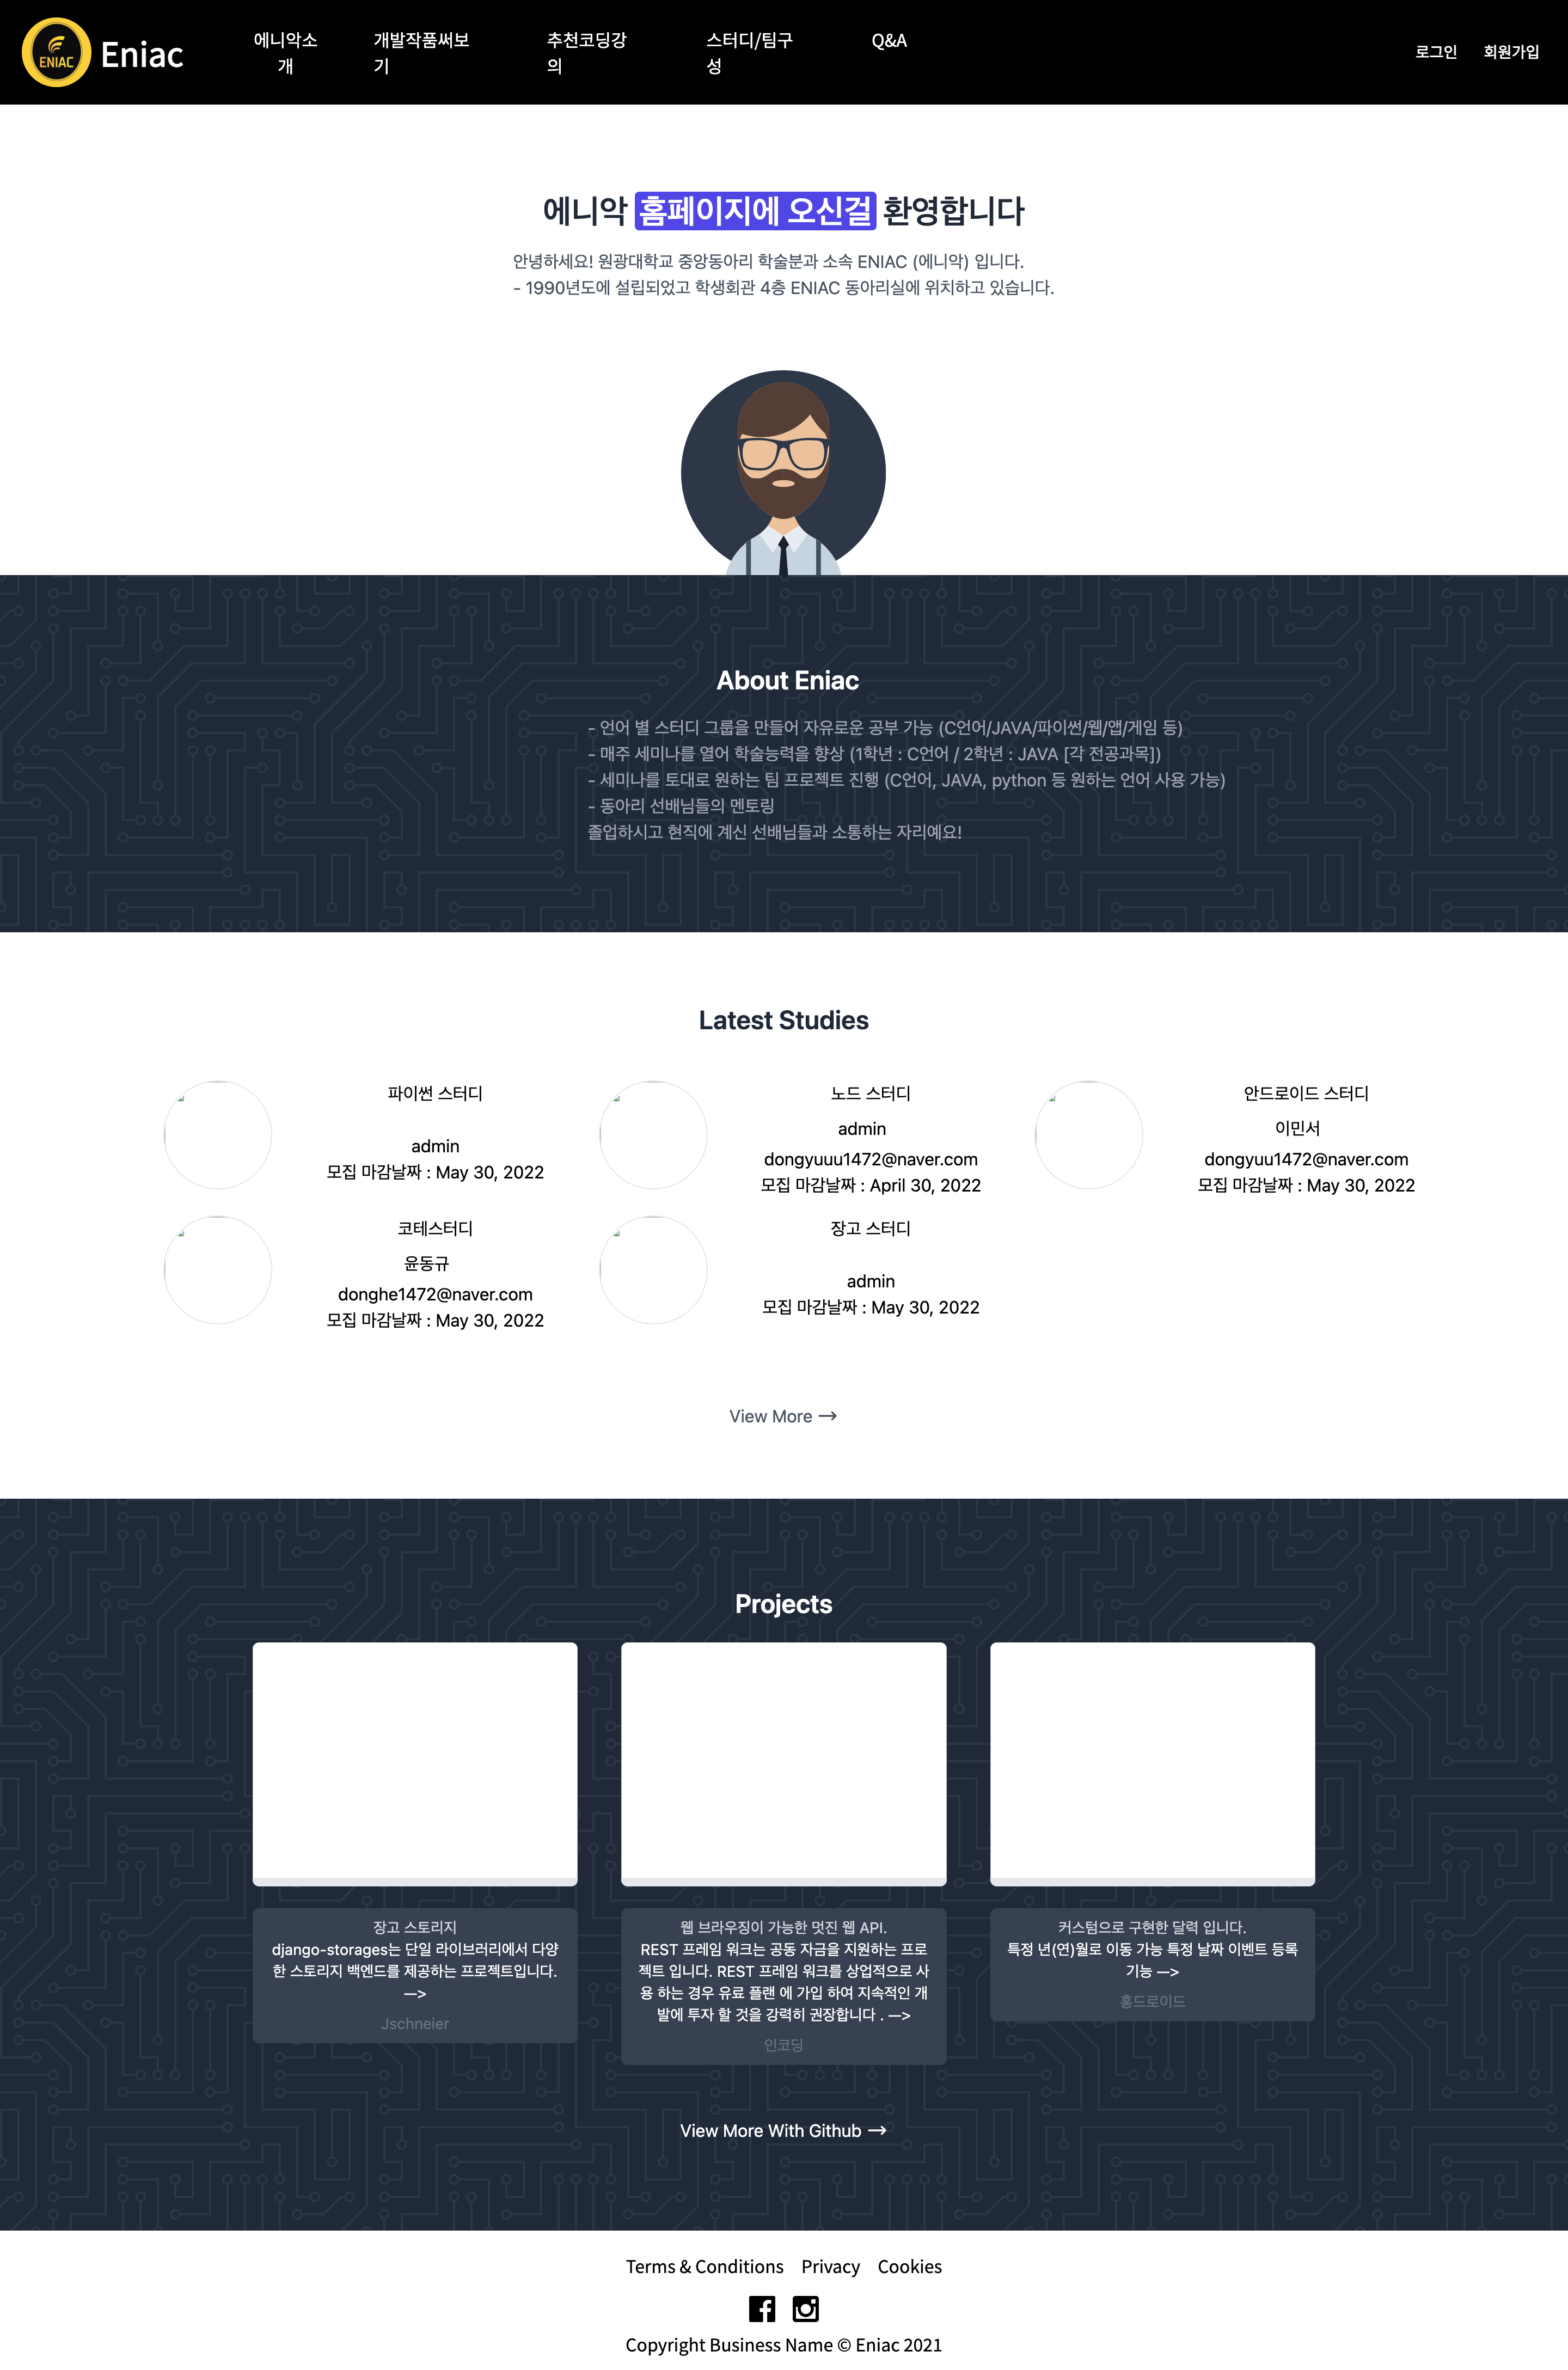 ENIAC
Eniac
에니악소
개
개발작품써보
기
추천코딩강
의
스터디/팀구
성
Q&A
로그인
회원가입
에니악 홈페이지에 오신걸 환영합니다
안녕하세요! 원광대학교 중앙동아리 학술분과 소속 ENIAC (에니악) 입니다.
- 1990년도에 설립되었고 학생회관 4층 ENIAC 동아리실에 위치하고 있습니다.
About Eniac
- 언어 별 스터디 그룹을 만들어 자유로운 공부 가능 (C언어/JAVA/파이썬/웹/앱/게임 등)
- 매주 세미나를 열어 학술능력을 향상 (1학년 : C언어 / 2학년 : JAVA [각 전공과목])
- 세미나를 토대로 원하는 팀 프로젝트 진행 (C언어, JAVA, python 등 원하는 언어 사용 가능)
- 동아리 선배님들의 멘토링
졸업하시고 현직에 계신 선배님들과 소통하는 자리예요!
Latest Studies
파이썬 스터디
admin
모집 마감날짜 : May 30, 2022
노드 스터디
admin
dongyuuu1472@naver.com
모집 마감날짜 : April 30, 2022
안드로이드 스터디
이민서
dongyuu1472@naver.com
모집 마감날짜 : May 30, 2022
코테스터디
윤동규
donghe1472@naver.com
모집 마감날짜 : May 30, 2022
장고 스터디
admin
모집 마감날짜 : May 30, 2022
View More →
Projects
장고 스토리지
django-storages는 단일 라이브러리에서 다양
한 스토리지 백엔드를 제공하는 프로젝트입니다.
—>
Jschneier
웹 브라우징이 가능한 멋진 웹 API.
REST 프레임 워크는 공동 자금을 지원하는 프로
젝트 입니다. REST 프레임 워크를 상업적으로 사
용 하는 경우 유료 플랜 에 가입 하여 지속적인 개
발에 투자 할 것을 강력히 권장합니다 . —>
인코딩
커스텀으로 구현한 달력 입니다.
특정 년(연)월로 이동 가능 특정 날짜 이벤트 등록
기능 —>
홍드로이드
View More With Github →
Terms & Conditions Privacy Cookies
Copyright Business Name © Eniac 2021